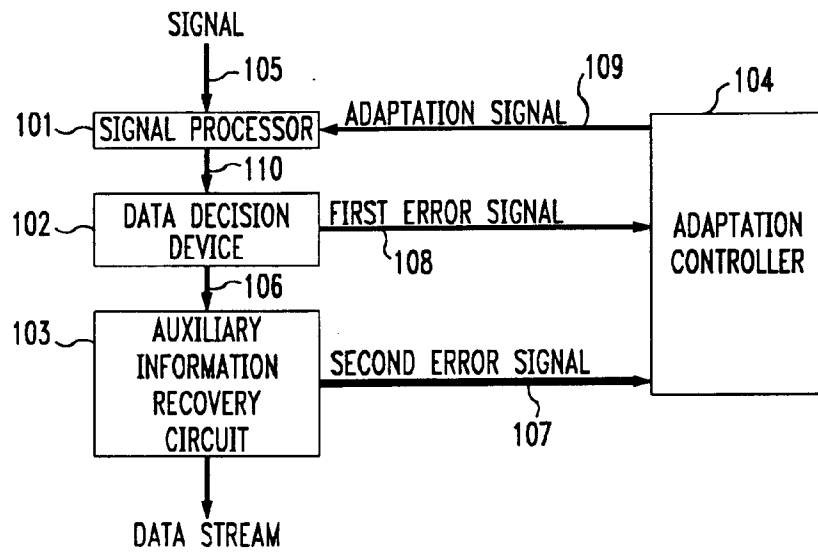 SIGNAL
105
109
104
101
SIGNAL PROCESSOR
ADAPTATION SIGNAL
110
102
DATA DECISION
DEVICE
FIRST ERROR SIGNAL
108
ADAPTATION
CONTROLLER
106
103
AUXILIARY
INFORMATION
RECOVERY
CIRCUIT
SECOND ERROR SIGNAL
107
DATA STREAM